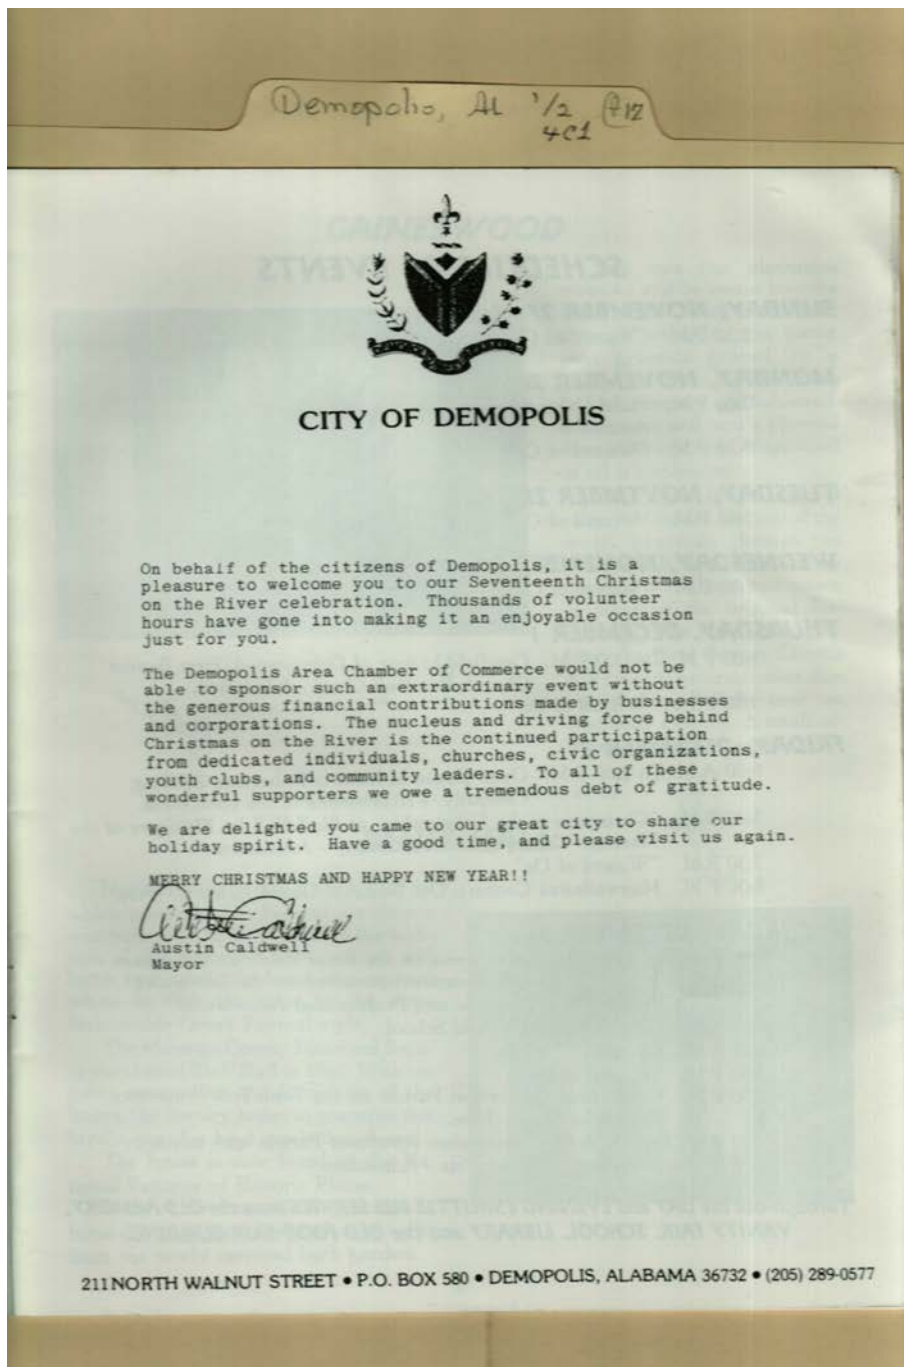 Demopolis, AL 1/2
4C1
CITY OF DEMOPOLIS
On behalf of the citizens of Demopolis, it is a
pleasure to welcome you to our Seventeenth Christmas
on the River celebration. Thousands of volunteer
hours have gone into making it an enjoyable occasion
just for you.
The Demopolis Area Chamber of Commerce would not be
able to sponsor such an extraordinary event without
the generous financial contributions made by businesses
and corporations. The nucleus and driving force behind
Christmas on the River is the continued participation
from dedicated individuals, churches, civic organizations,
youth clubs, and community leaders. To all of these
wonderful supporters we owe a tremendous debt of gratitude.
We are delighted you came to our great city to share our
holiday spirit. Have a good time, and please visit us again.
MERRY CHRISTMAS AND HAPPY NEW YEAR!!
Austin Caldwell
Mayor
211 NORTH WALNUT STREET • P.O. BOX 580 • DEMOPOLIS, ALABAMA 36732 • (205) 289-0577